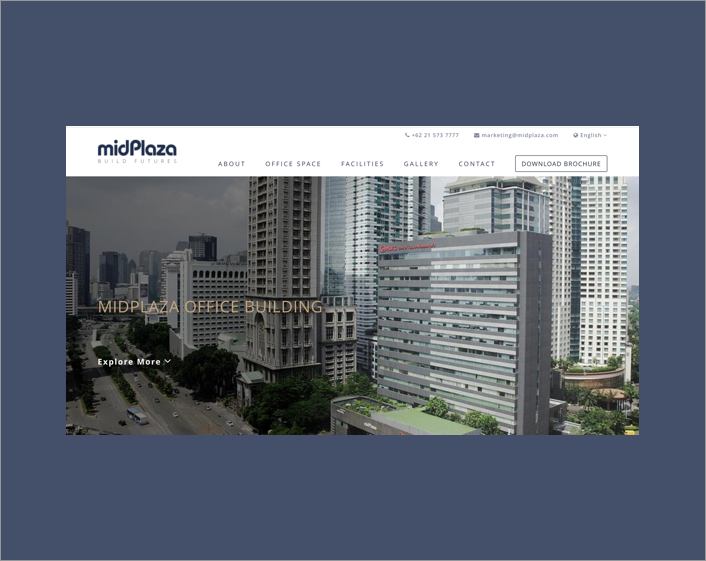 +62 21 573 7777 marketing@midplaza.com English
midPlaza
BUILD FUTURES
ABOUT OFFICE SPACE FACILITIES GALLERY CONTACT DOWNLOAD BROCHURE
MIDPLAZA OFFICE BUILDING
Explore More
midPlaza